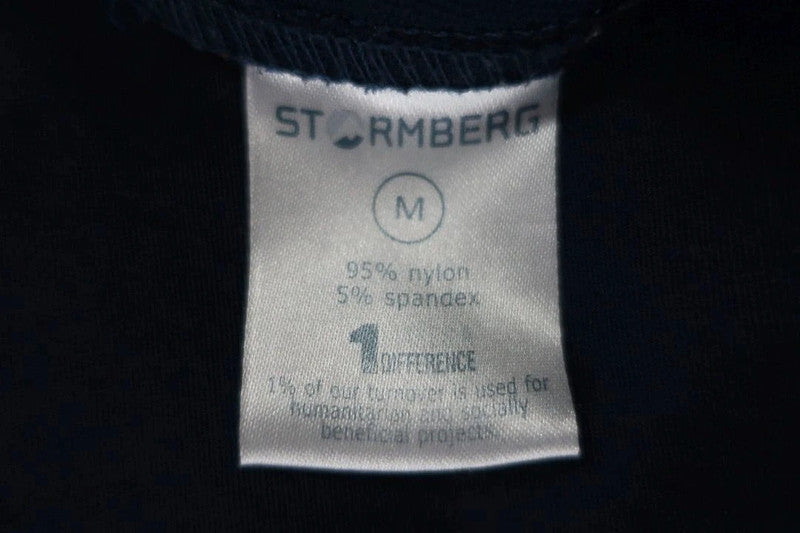 STORMBERG
M
95% nylon
5% spandex
1 DIFFERENCE
1% of our turnover is used for
humanitarian and socially
beneficial projects.